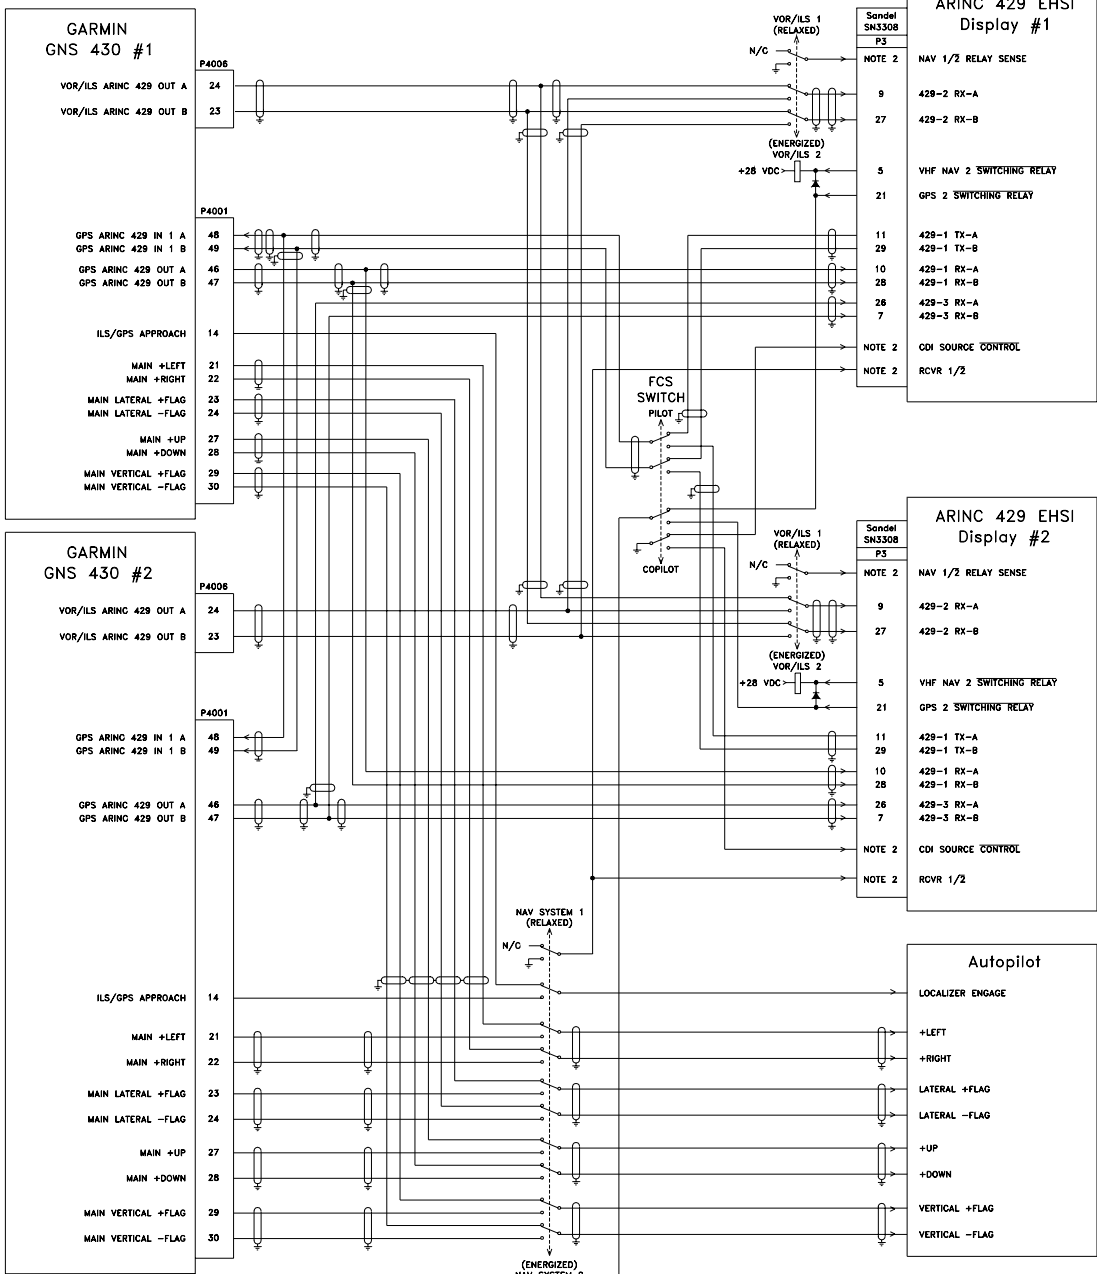 GARMIN
GNS 430 #1
P4006
VOR/ILS ARINC 429 OUT A 24
VOR/ILS ARINC 429 OUT B 23
P4001
GPS ARINC 429 IN 1 A 48
GPS ARINC 429 IN 1 B 49
GPS ARINC 429 OUT A 46
GPS ARINC 429 OUT B 47
ILS/GPS APPROACH 14
MAIN +LEFT 21
MAIN +RIGHT 22
MAIN LATERAL +FLAG 23
MAIN LATERAL -FLAG 24
MAIN +UP 27
MAIN +DOWN 28
MAIN VERTICAL +FLAG 29
MAIN VERTICAL -FLAG 30
VOR/ILS 1
(RELAXED)
N/C
(ENERGIZED)
VOR/ILS 2
+28 VDC
ARINC 429 EHSI
Display #1
Sandel
SN3308
P3
NOTE 2 NAV 1/2 RELAY SENSE
9 429-2 RX-A
27 429-2 RX-B
5 VHF NAV 2 SWITCHING RELAY
21 GPS 2 SWITCHING RELAY
11 429-1 TX-A
29 429-1 TX-B
10 429-1 RX-A
28 429-1 RX-B
26 429-3 RX-A
7 429-3 RX-B
NOTE 2 CDI SOURCE CONTROL
NOTE 2 RCVR 1/2
FCS
SWITCH
PILOT
COPILOT
GARMIN
GNS 430 #2
P4006
VOR/ILS ARINC 429 OUT A 24
VOR/ILS ARINC 429 OUT B 23
P4001
GPS ARINC 429 IN 1 A 48
GPS ARINC 429 IN 1 B 49
GPS ARINC 429 OUT A 46
GPS ARINC 429 OUT B 47
ILS/GPS APPROACH 14
MAIN +LEFT 21
MAIN +RIGHT 22
MAIN LATERAL +FLAG 23
MAIN LATERAL -FLAG 24
MAIN +UP 27
MAIN +DOWN 28
MAIN VERTICAL +FLAG 29
MAIN VERTICAL -FLAG 30
VOR/ILS 1
(RELAXED)
N/C
(ENERGIZED)
VOR/ILS 2
+28 VDC
ARINC 429 EHSI
Display #2
Sandel
SN3308
P3
NOTE 2 NAV 1/2 RELAY SENSE
9 429-2 RX-A
27 429-2 RX-B
5 VHF NAV 2 SWITCHING RELAY
21 GPS 2 SWITCHING RELAY
11 429-1 TX-A
29 429-1 TX-B
10 429-1 RX-A
28 429-1 RX-B
26 429-3 RX-A
7 429-3 RX-B
NOTE 2 CDI SOURCE CONTROL
NOTE 2 RCVR 1/2
NAV SYSTEM 1
(RELAXED)
N/C
(ENERGIZED)
NAV SYSTEM 2
Autopilot
LOCALIZER ENGAGE
+LEFT
+RIGHT
LATERAL +FLAG
LATERAL -FLAG
+UP
+DOWN
VERTICAL +FLAG
VERTICAL -FLAG